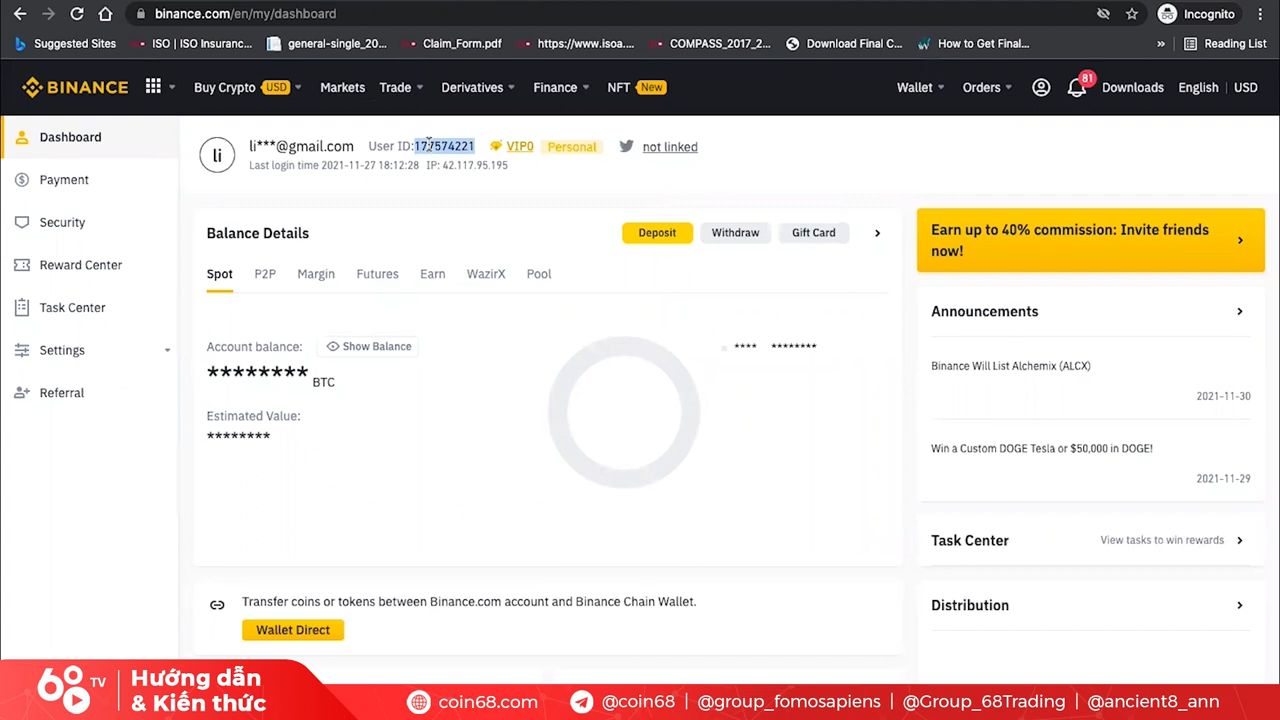 binance.com/en/my/dashboard
Incognito
Suggested Sites
ISO | ISO Insuranc...
general-single_20...
Claim_Form.pdf
https://www.isoa...
COMPASS_2017_2...
Download Final C...
How to Get Final...
»
Reading List
BINANCE
Buy Crypto USD
Markets
Trade
Derivatives
Finance
NFT New
Wallet
Orders
81
Downloads
English
USD
Dashboard
Payment
Security
Reward Center
Task Center
Settings
Referral
li
li***@gmail.com
User ID:177574221
VIP0
Personal
not linked
Last login time 2021-11-27 18:12:28 IP: 42.117.95.195
Balance Details
Deposit
Withdraw
Gift Card
Spot
P2P
Margin
Futures
Earn
WazirX
Pool
Account balance:
Show Balance
******** BTC
Estimated Value:
********
**** ********
Transfer coins or tokens between Binance.com account and Binance Chain Wallet.
Wallet Direct
Earn up to 40% commission: Invite friends
now!
Announcements
Binance Will List Alchemix (ALCX)
2021-11-30
Win a Custom DOGE Tesla or $50,000 in DOGE!
2021-11-29
Task Center
View tasks to win rewards
Distribution
68 TV
Hướng dẫn
& Kiến thức
coin68.com
@coin68 | @group_fomosapiens | @Group_68Trading | @ancient8_ann